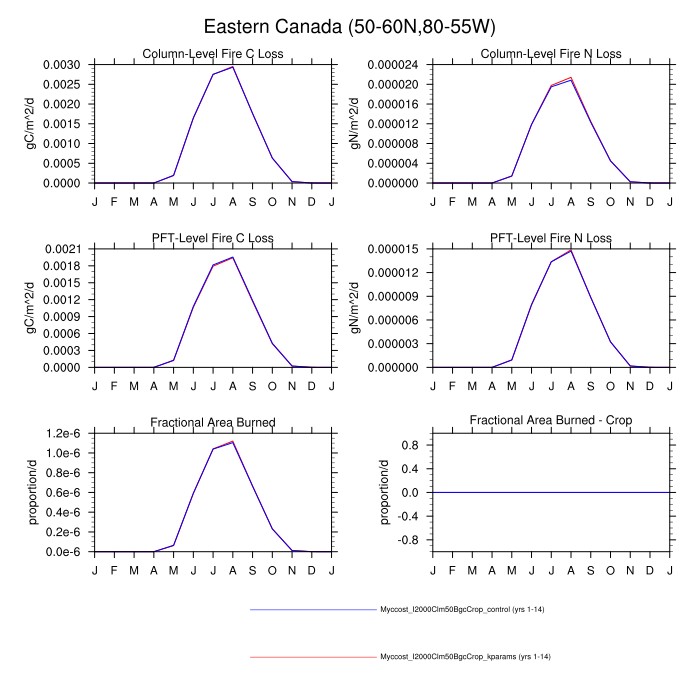 Eastern Canada (50-60N,80-55W)
Column-Level Fire C Loss
gC/m^2/d
0.0030
0.0025
0.0020
0.0015
0.0010
0.0005
0.0000
J F M A M J J A S O N D J
Column-Level Fire N Loss
gN/m^2/d
0.000024
0.000020
0.000016
0.000012
0.000008
0.000004
0.000000
J F M A M J J A S O N D J
PFT-Level Fire C Loss
gC/m^2/d
0.0021
0.0018
0.0015
0.0012
0.0009
0.0006
0.0003
0.0000
J F M A M J J A S O N D J
PFT-Level Fire N Loss
gN/m^2/d
0.000015
0.000012
0.000009
0.000006
0.000003
0.000000
J F M A M J J A S O N D J
Fractional Area Burned
proportion/d
1.2e-6
1.0e-6
0.8e-6
0.6e-6
0.4e-6
0.2e-6
0.0e-6
J F M A M J J A S O N D J
Fractional Area Burned - Crop
proportion/d
0.8
0.4
0.0
-0.4
-0.8
J F M A M J J A S O N D J
Myccost_I2000Clm50BgcCrop_control (yrs 1-14)
Myccost_I2000Clm50BgcCrop_kparams (yrs 1-14)